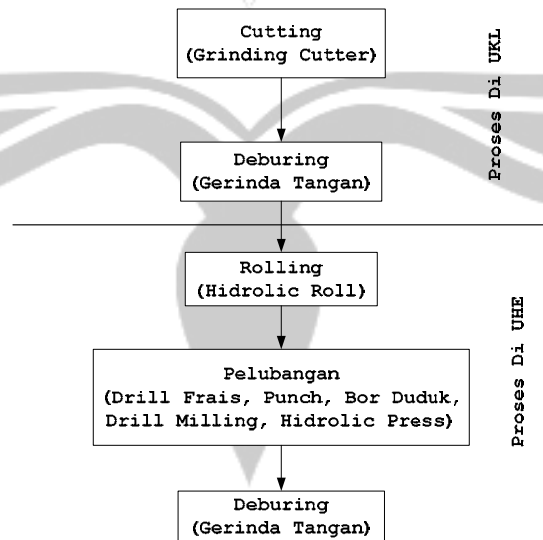 Cutting
(Grinding Cutter)
Proses Di UKL
Deburing
(Gerinda Tangan)
Rolling
(Hidrolic Roll)
Pelubangan
(Drill Frais, Punch, Bor Duduk,
Drill Milling, Hidrolic Press)
Proses Di UHE
Deburing
(Gerinda Tangan)